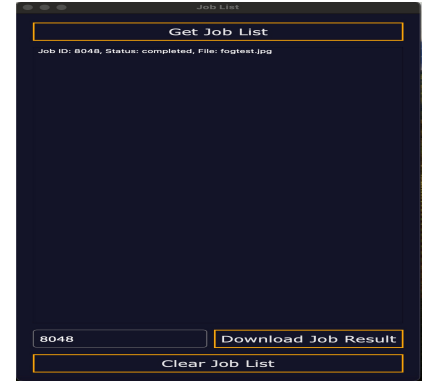 Job List
Get Job List
Job ID: 8048, Status: completed, File: fogtest.jpg
8048
Download Job Result
Clear Job List